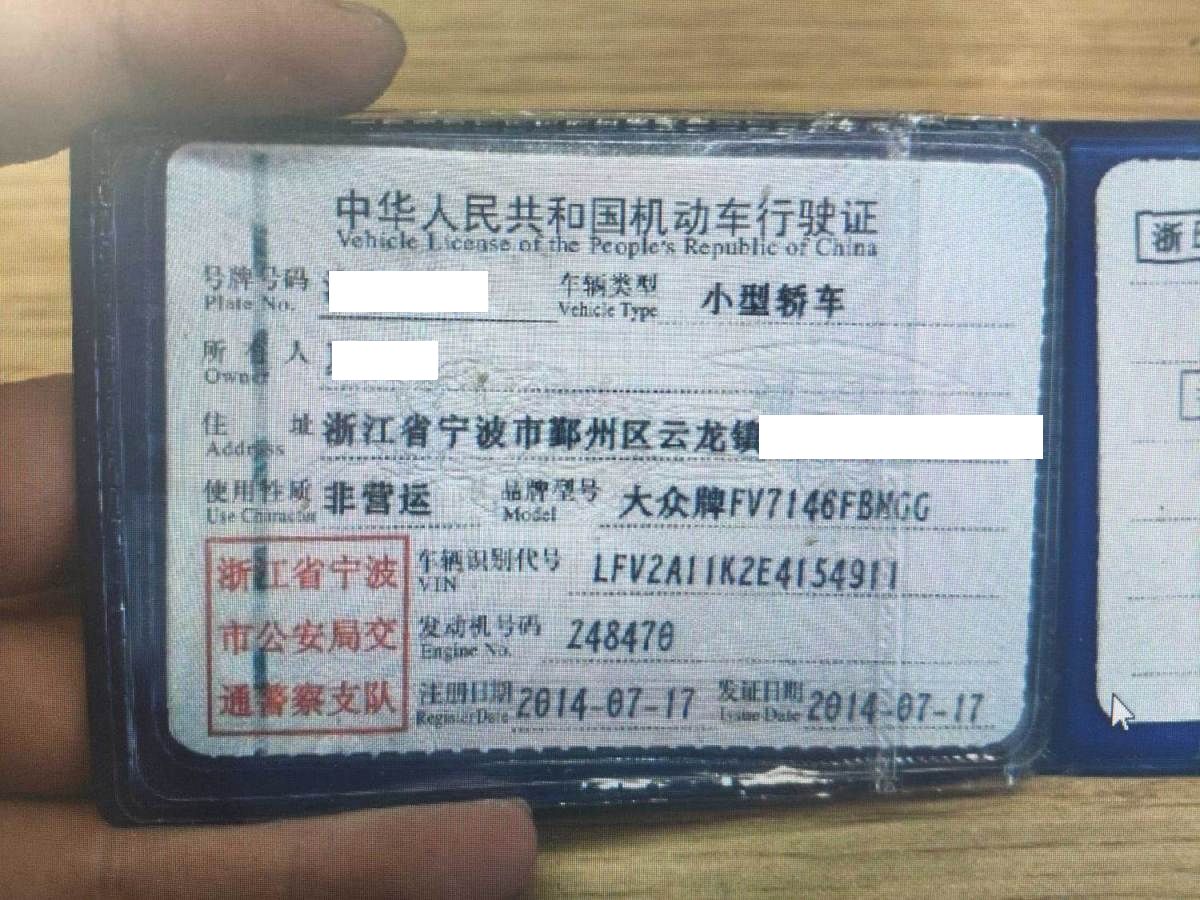 中华人民共和国机动车行驶证
Vehicle License of the People's Republic of China
号牌号码 车辆类型 小型轿车
Plate No. Vehicle Type
所有人
Owner
住址 浙江省宁波市鄞州区云龙镇
Address
使用性质 非营运 品牌型号 大众牌FV7146FBMGG
Use Character Model
浙江省宁波
市公安局交
通警察支队
车辆识别代号 LFV2A11K2E4154911
VIN
发动机号码 248470
Engine No.
注册日期 2014-07-17 发证日期 2014-07-17
Register Date Issue Date
浙